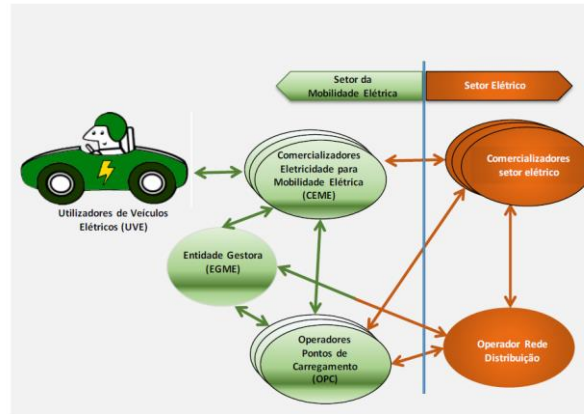 Setor da
Mobilidade Elétrica
Setor Elétrico
Comercializadores
Eletricidade para
Mobilidade Elétrica
(CEME)
Comercializadores
setor elétrico
Utilizadores de Veículos
Elétricos (UVE)
Entidade Gestora
(EGME)
Operadores
Pontos de
Carregamento
(OPC)
Operador Rede
Distribuição